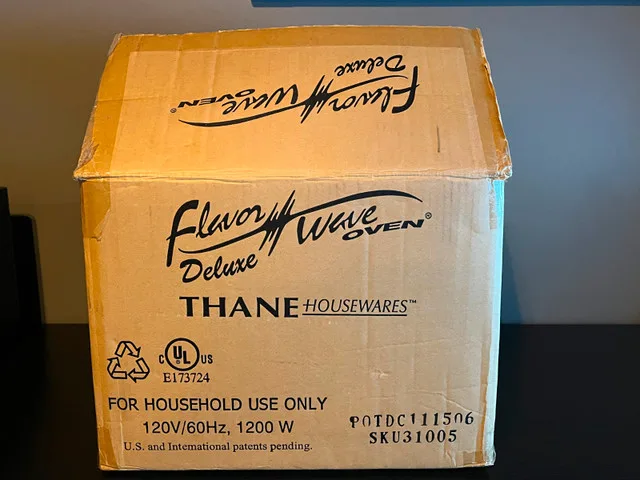 Flavor Wave
OVEN®
Deluxe
Flavor Wave
OVEN®
Deluxe
THANE HOUSEWARES™
C UL US
E173724
FOR HOUSEHOLD USE ONLY
120V/60Hz, 1200 W
U.S. and International patents pending.
POTDC111506
SKU31005